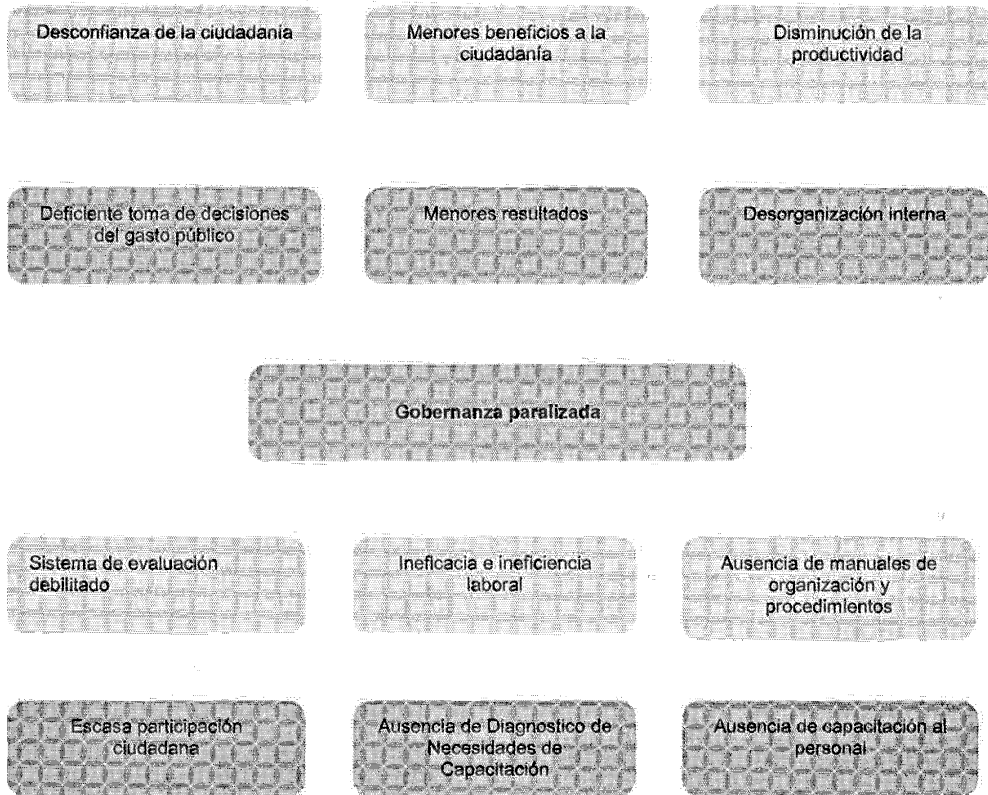 Desconfianza de la ciudadanía
Menores beneficios a la
ciudadanía
Disminución de la
productividad
Deficiente toma de decisiones
del gasto público
Menores resultados
Desorganización interna
Gobernanza paralizada
Sistema de evaluación
debilitado
Ineficacia e ineficiencia
laboral
Ausencia de manuales de
organización y
procedimientos
Escasa participación
ciudadana
Ausencia de Diagnostico de
Necesidades de
Capacitación
Ausencia de capacitación al
personal